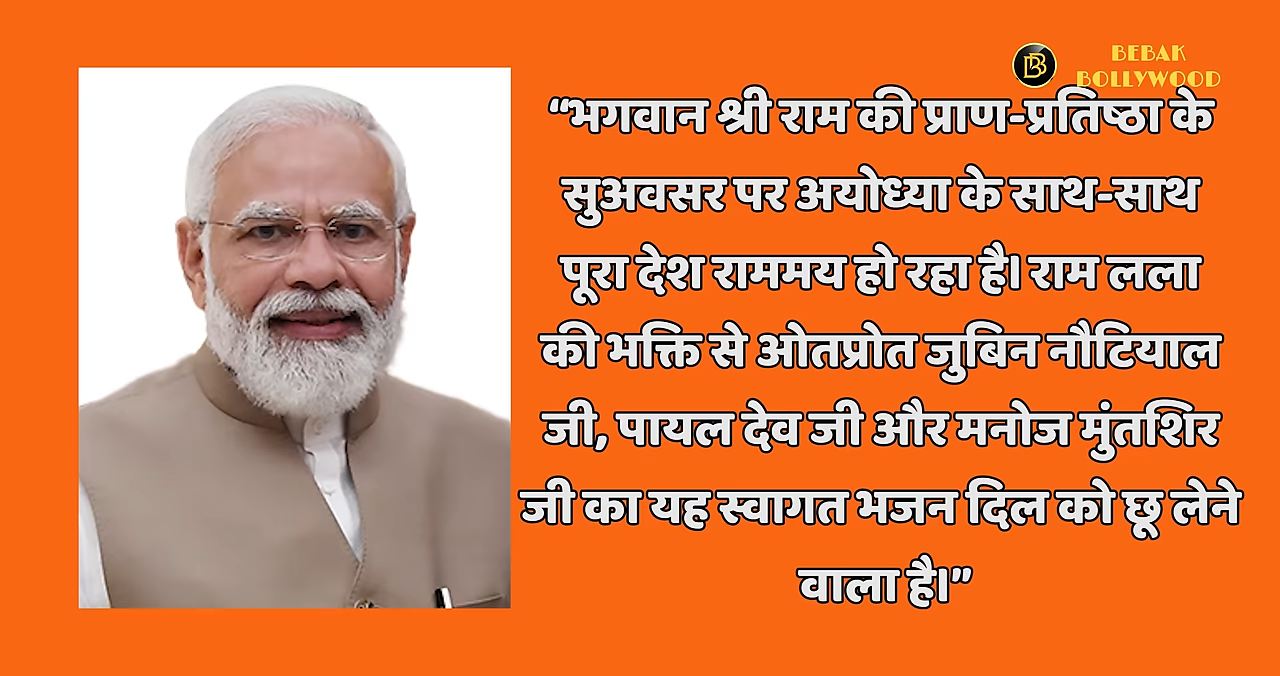 BEBAK
BOLLYWOOD
“भगवान श्री राम की प्राण-प्रतिष्ठा के
सुअवसर पर अयोध्या के साथ-साथ
पूरा देश राममय हो रहा है। राम लला
की भक्ति से ओतप्रोत जुबिन नौटियाल
जी, पायल देव जी और मनोज मुंतशिर
जी का यह स्वागत भजन दिल को छू लेने
वाला है।”